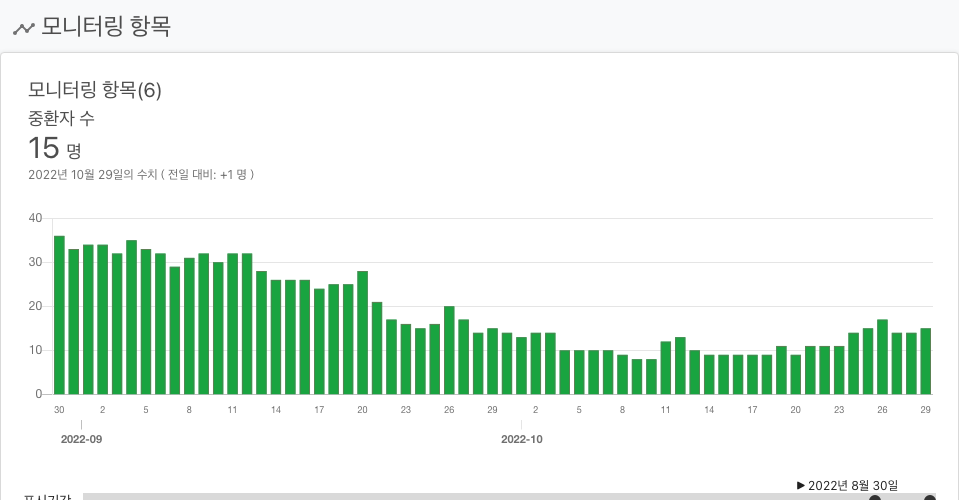 모니터링 항목
모니터링 항목(6)
중환자 수
15 명
2022년 10월 29일의 수치 ( 전일 대비: +1 명 )
40
30
20
10
0
30 2 5 8 11 14 17 20 23 26 29 2 5 8 11 14 17 20 23 26 29
2022-09 2022-10
▶ 2022년 8월 30일
표시기간